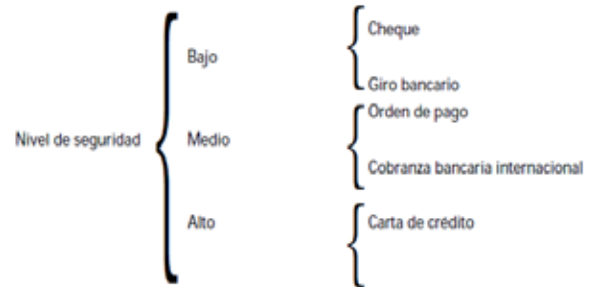 Cheque
Bajo
Giro bancario
Orden de pago
Nivel de seguridad
Medio
Cobranza bancaria internacional
Alto
Carta de crédito